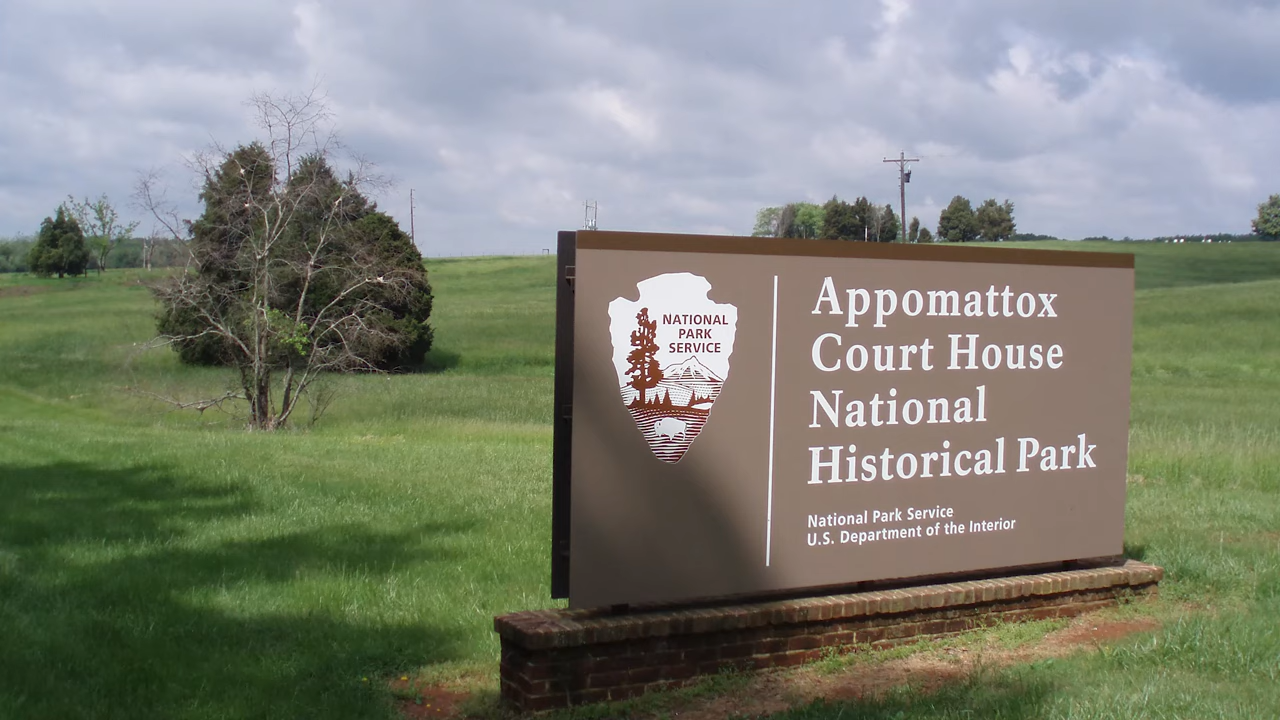 NATIONAL
PARK
SERVICE
Appomattox
Court House
National
Historical Park
National Park Service
U.S. Department of the Interior